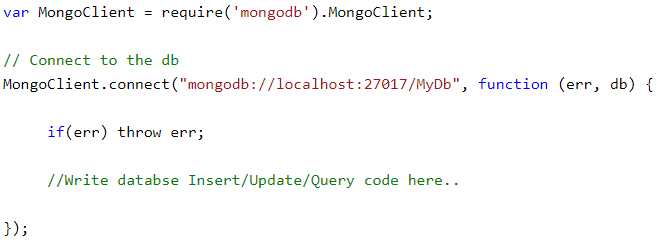 var MongoClient = require('mongodb').MongoClient;
// Connect to the db
MongoClient.connect("mongodb://localhost:27017/MyDb", function (err, db) {
if(err) throw err;
//Write databse Insert/Update/Query code here..
});